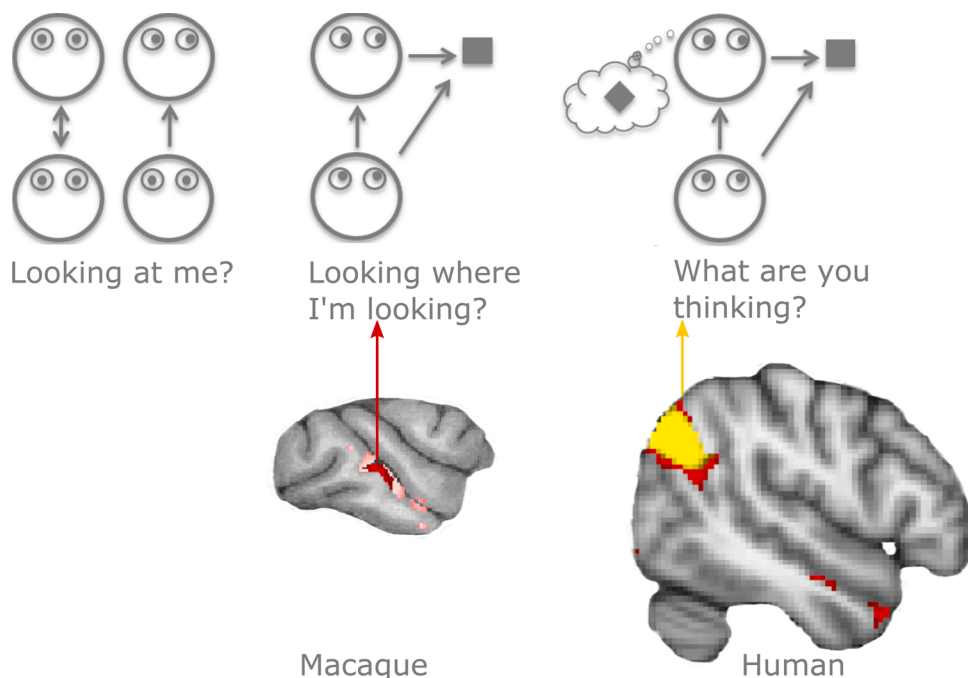 Looking at me?
Looking where
I'm looking?
What are you
thinking?
Macaque
Human